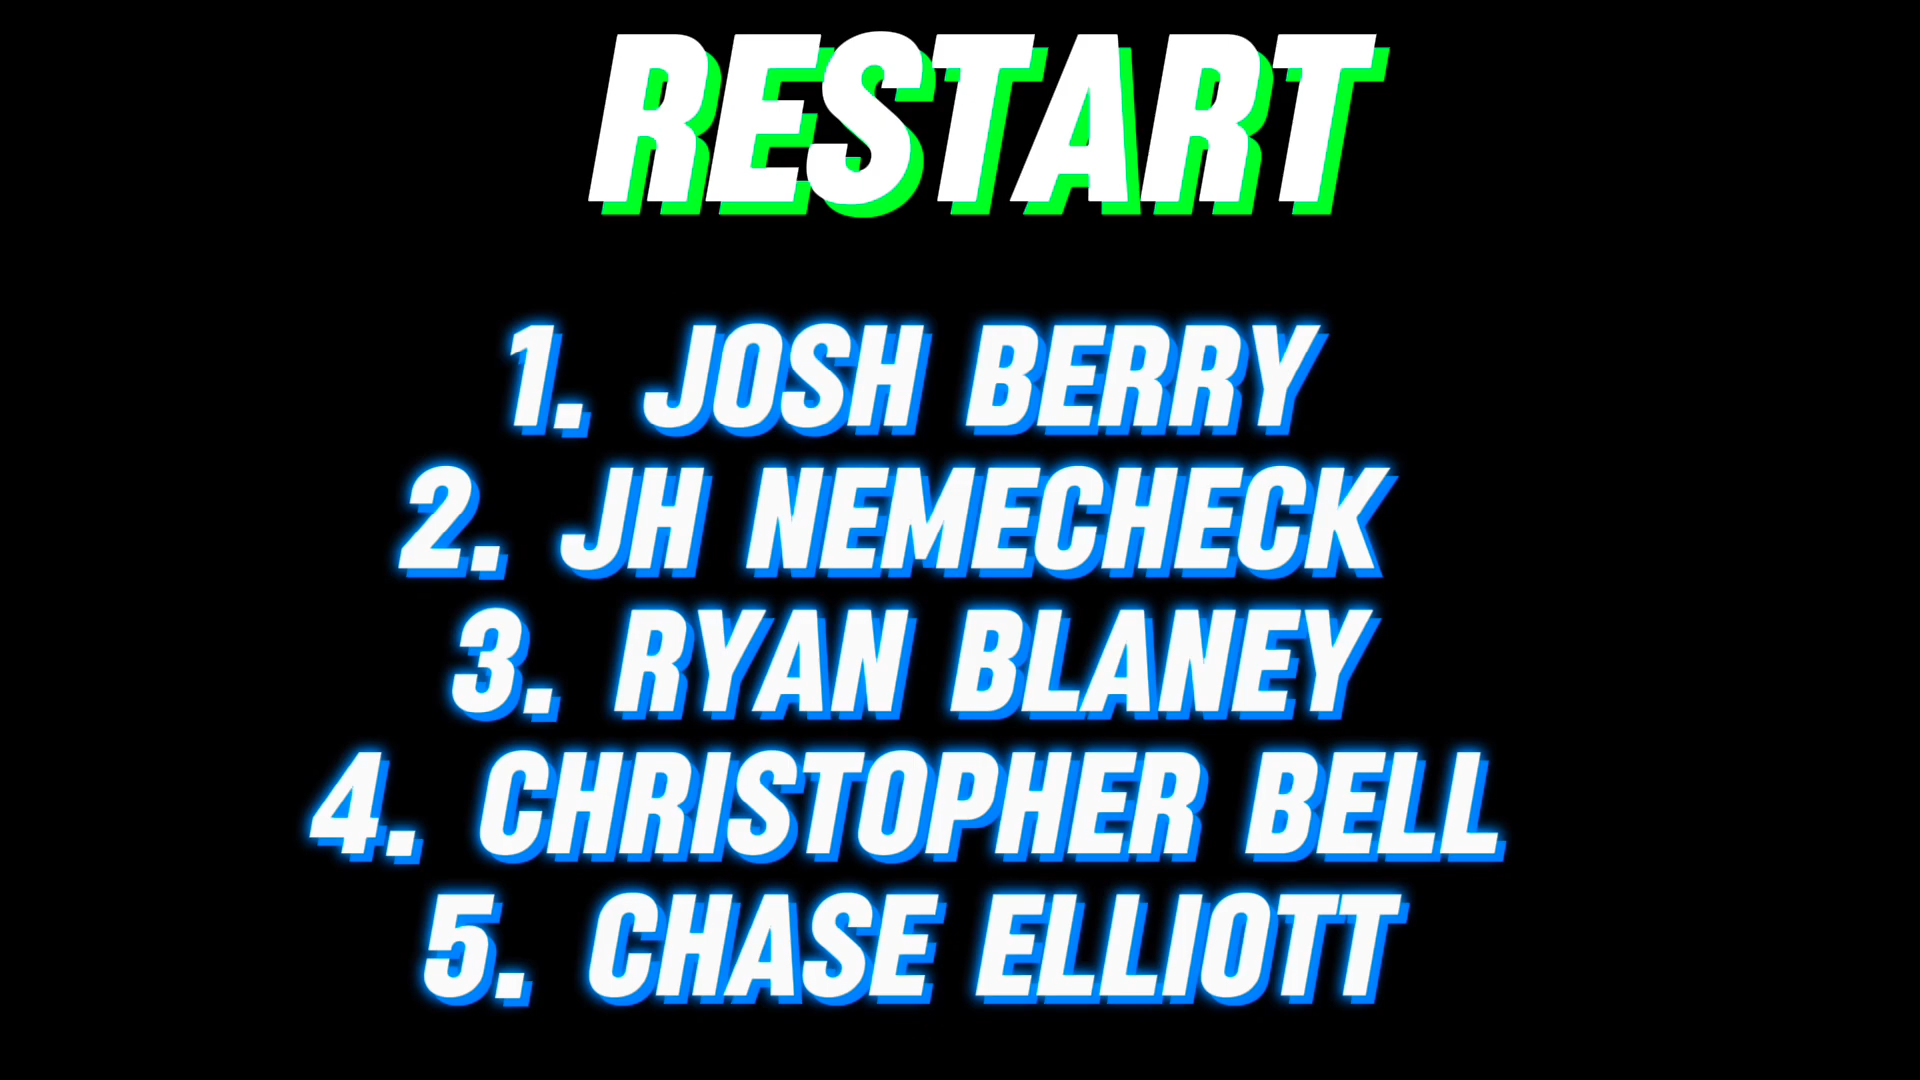 RESTART
1. JOSH BERRY
2. JH NEMECHECK
3. RYAN BLANEY
4. CHRISTOPHER BELL
5. CHASE ELLIOTT